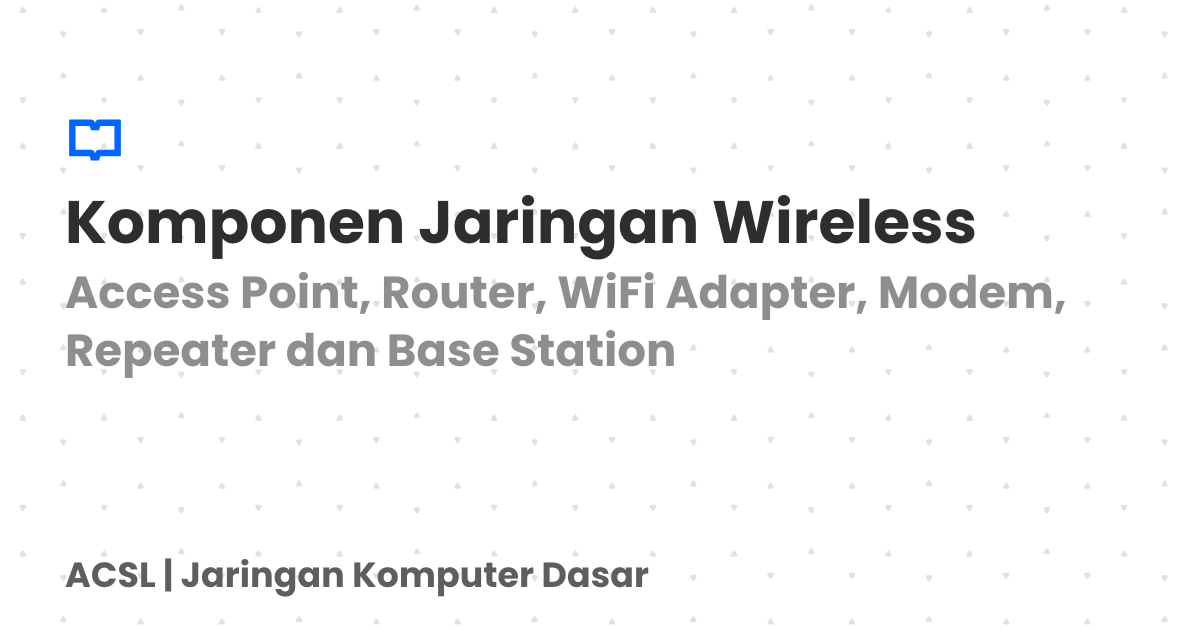 Komponen Jaringan Wireless
Access Point, Router, WiFi Adapter, Modem,
Repeater dan Base Station
ACSL | Jaringan Komputer Dasar